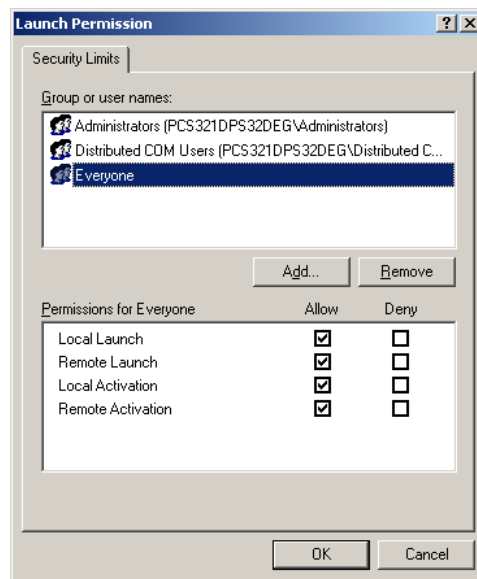 Launch Permission
Security Limits
Group or user names:
Administrators (PCS321DPS32DEG\Administrators)
Distributed COM Users (PCS321DPS32DEG\Distributed C...
Everyone
Add... Remove
Permissions for Everyone Allow Deny
Local Launch
Remote Launch
Local Activation
Remote Activation
OK Cancel